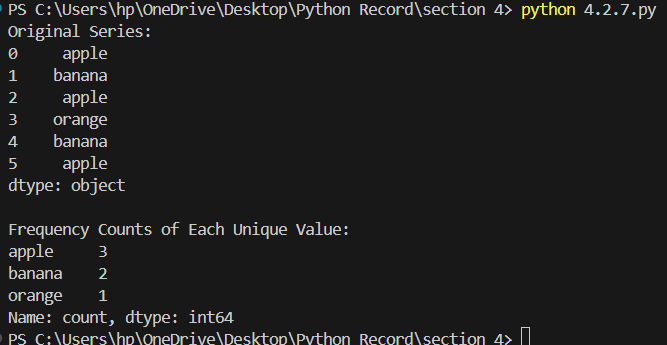 PS C:\Users\hp\OneDrive\Desktop\Python Record\section 4> python 4.2.7.py
Original Series:
0     apple
1    banana
2     apple
3    orange
4    banana
5     apple
dtype: object

Frequency Counts of Each Unique Value:
apple     3
banana    2
orange    1
Name: count, dtype: int64
PS C:\Users\hp\OneDrive\Desktop\Python Record\section 4>